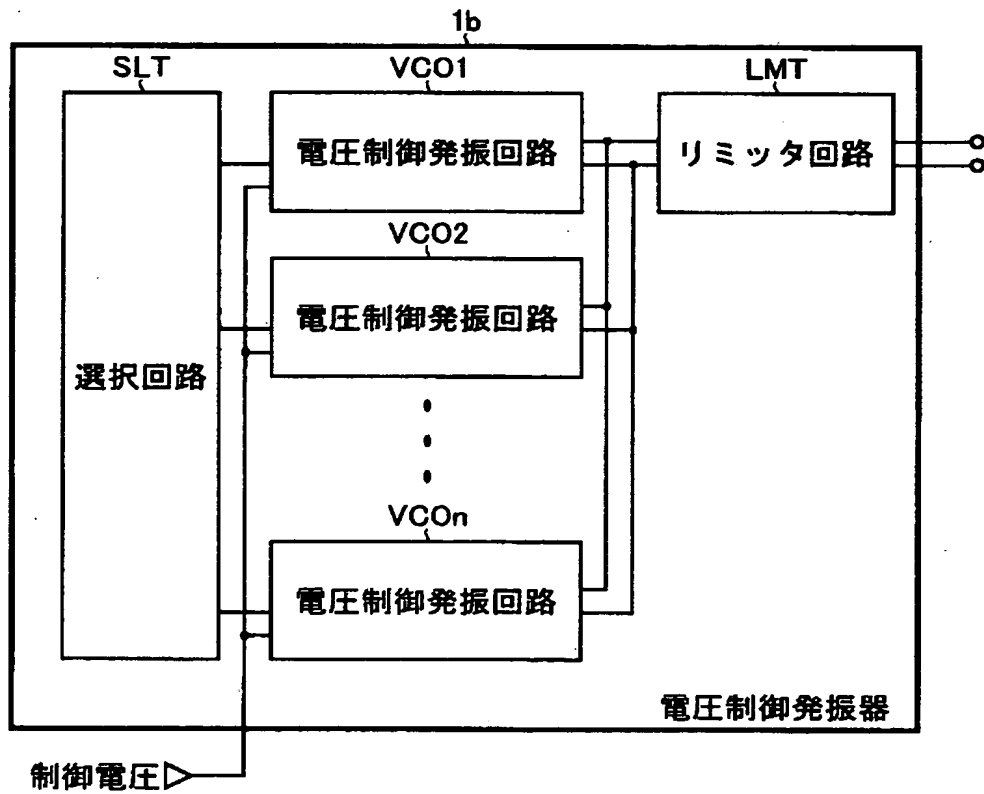 1b
SLT
VCO1
LMT
電圧制御発振回路
リミッタ回路
VCO2
電圧制御発振回路
選択回路
VCOn
電圧制御発振回路
電圧制御発振器
制御電圧